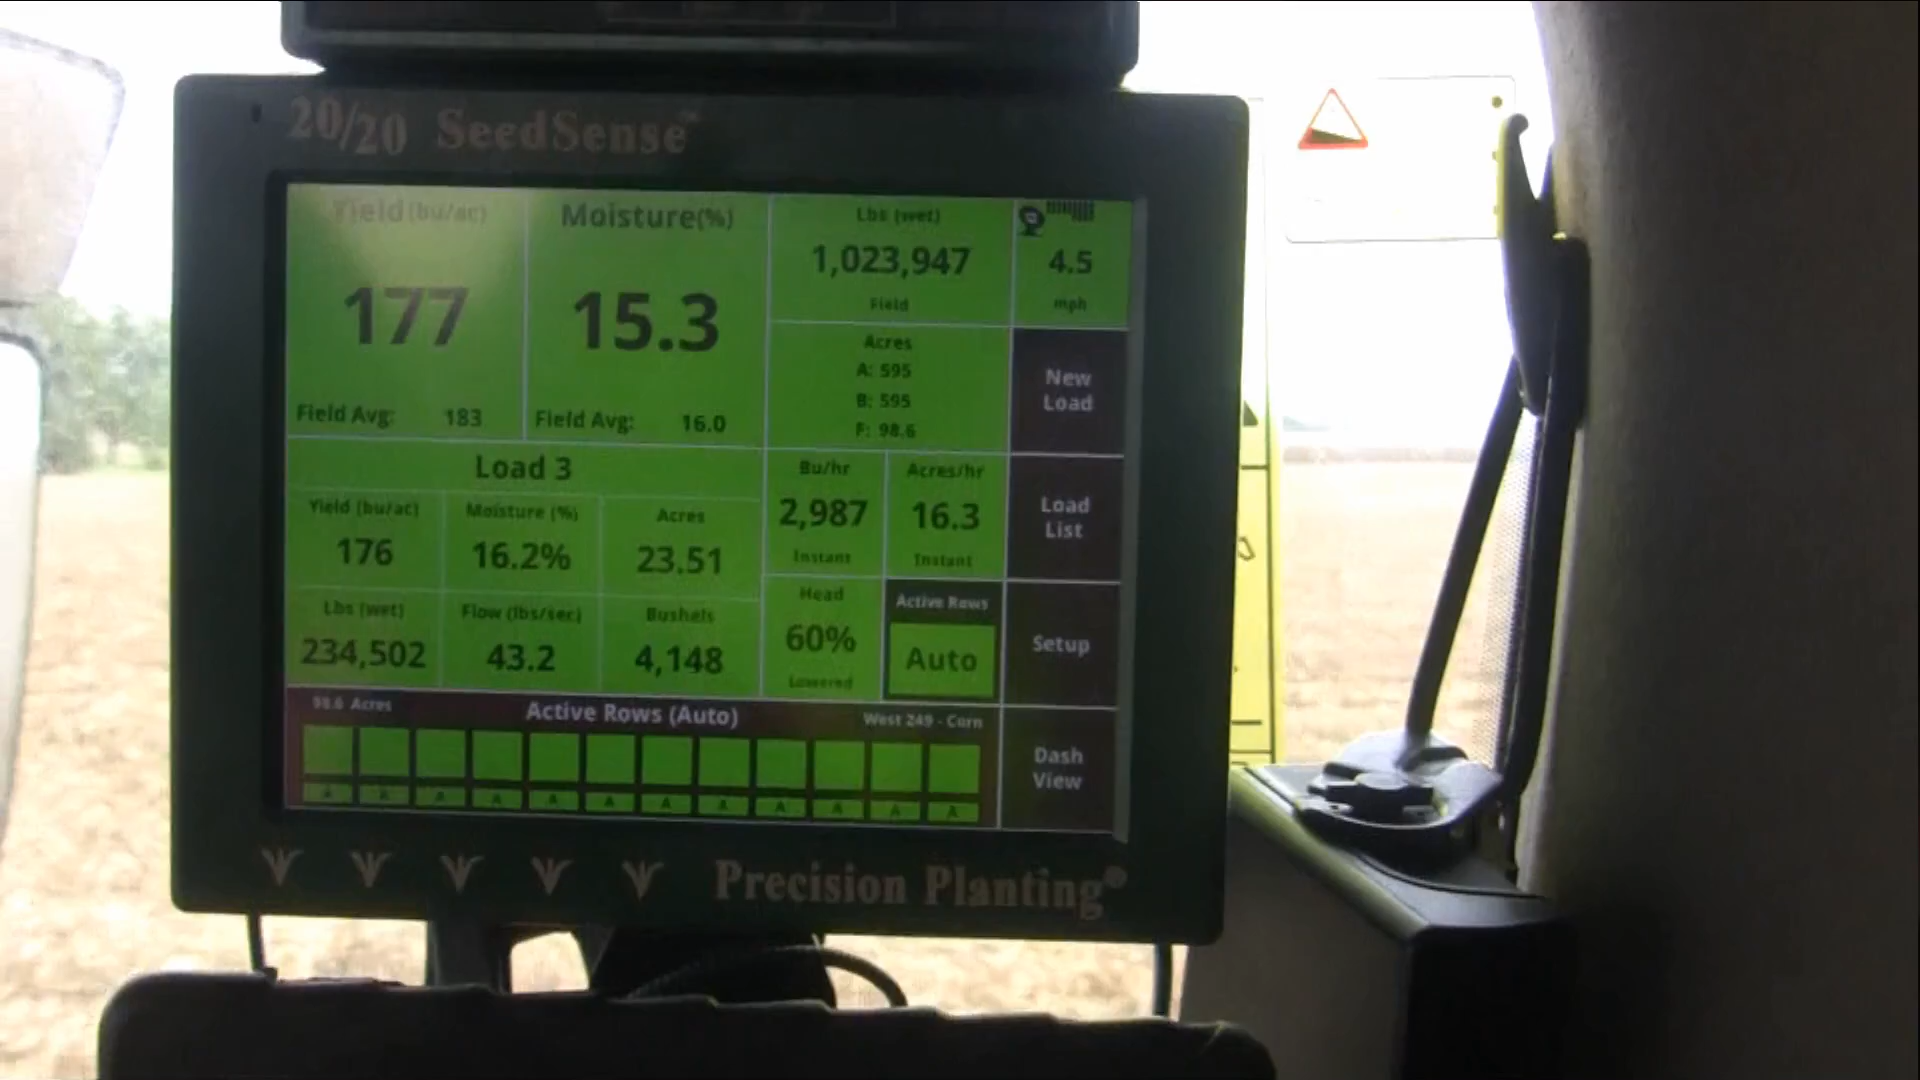 20/20 SeedSense™
Yield (bu/ac)
177
Field Avg: 183
Moisture(%)
15.3
Field Avg: 16.0
Lbs (wet)
1,023,947
Field
4.5
mph
Acres
A: 595
B: 595
F: 98.6
New
Load
Load 3
Yield (bu/ac)
176
Moisture (%)
16.2%
Acres
23.51
Lbs (wet)
234,502
Flow (lbs/sec)
43.2
Bushels
4,148
Bu/hr
2,987
Instant
Acres/hr
16.3
Instant
Head
60%
Lowered
Active Rows
Auto
Load
List
Setup
98.6 Acres
Active Rows (Auto)
West 249 - Corn
A A A A A A A A A A A A
Dash
View
Precision Planting®